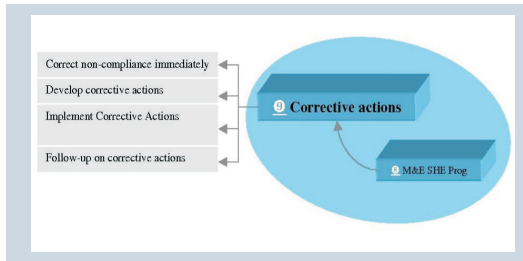 Correct non-compliance immediately
Develop corrective actions
Implement Corrective Actions
Follow-up on corrective actions
9 Corrective actions
M&E SHE Prog